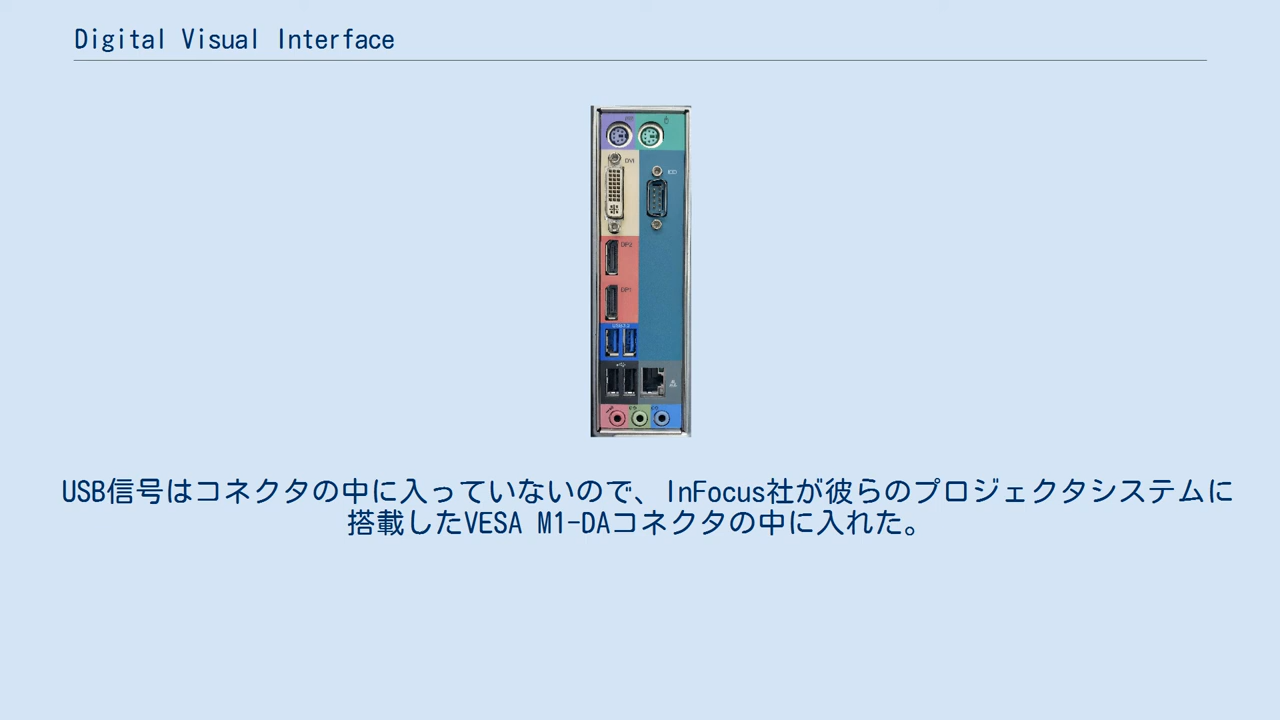 Digital Visual Interface
DVI
DP2
DP1
USB信号はコネクタの中に入っていないので、InFocus社が彼らのプロジェクタシステムに
搭載したVESA M1-DAコネクタの中に入れた。